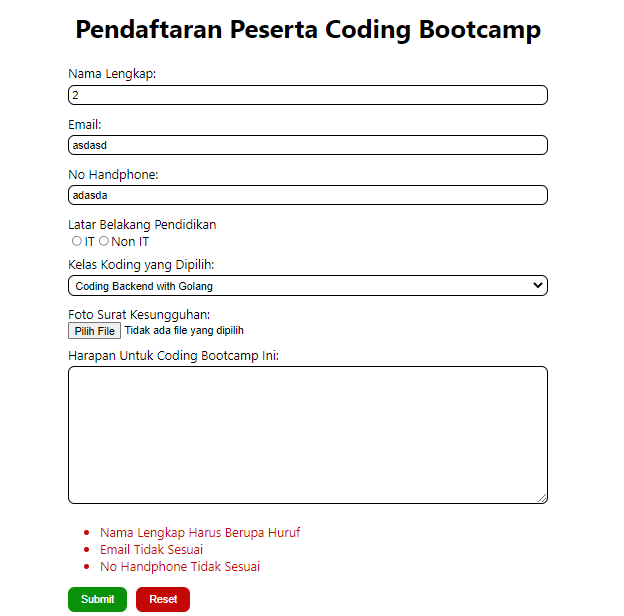 Pendaftaran Peserta Coding Bootcamp
Nama Lengkap:
2
Email:
asdasd
No Handphone:
adasda
Latar Belakang Pendidikan
IT Non IT
Kelas Koding yang Dipilih:
Coding Backend with Golang
Foto Surat Kesungguhan:
Pilih File Tidak ada file yang dipilih
Harapan Untuk Coding Bootcamp Ini:
Nama Lengkap Harus Berupa Huruf
Email Tidak Sesuai
No Handphone Tidak Sesuai
Submit Reset